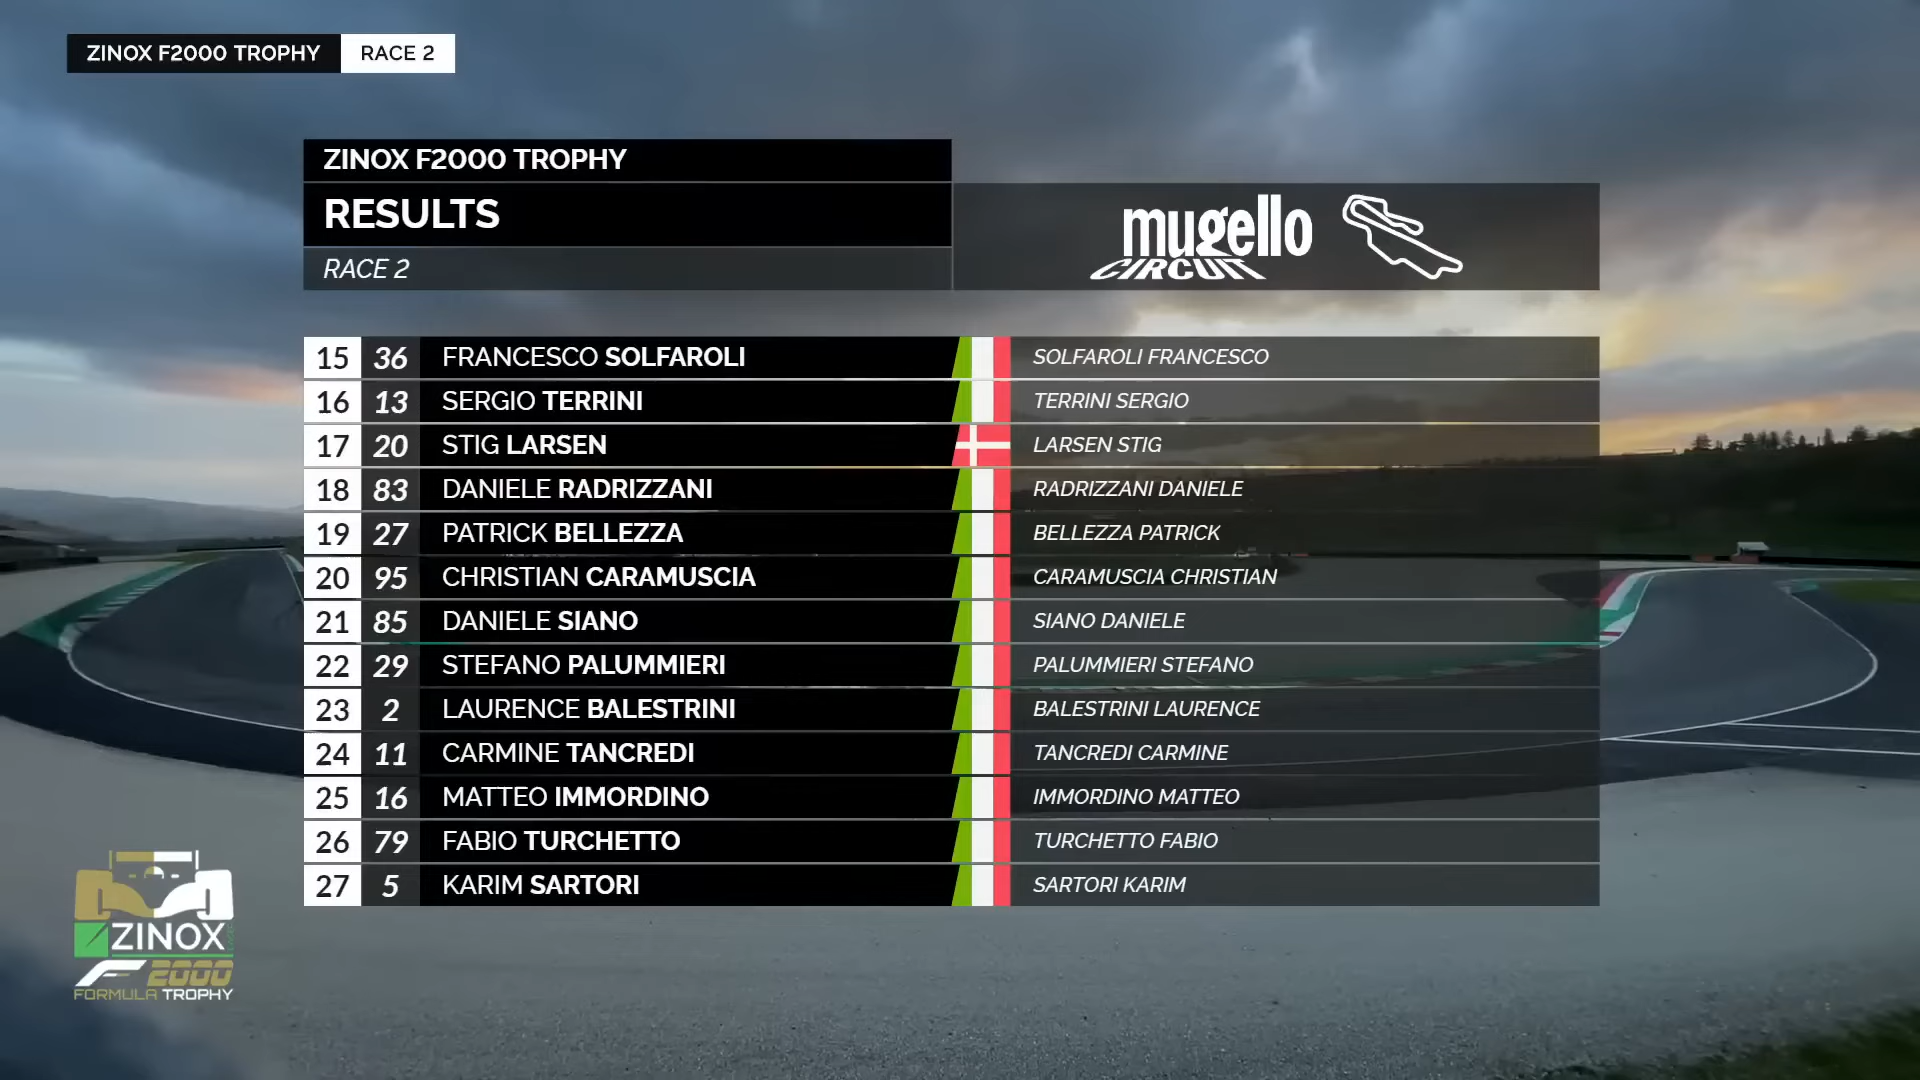 ZINOX F2000 TROPHY RACE 2
ZINOX F2000 TROPHY
RESULTS
RACE 2
mugello
CIRCUIT
15 36 FRANCESCO SOLFAROLI SOLFAROLI FRANCESCO
16 13 SERGIO TERRINI TERRINI SERGIO
17 20 STIG LARSEN LARSEN STIG
18 83 DANIELE RADRIZZANI RADRIZZANI DANIELE
19 27 PATRICK BELLEZZA BELLEZZA PATRICK
20 95 CHRISTIAN CARAMUSCIA CARAMUSCIA CHRISTIAN
21 85 DANIELE SIANO SIANO DANIELE
22 29 STEFANO PALUMMIERI PALUMMIERI STEFANO
23 2 LAURENCE BALESTRINI BALESTRINI LAURENCE
24 11 CARMINE TANCREDI TANCREDI CARMINE
25 16 MATTEO IMMORDINO IMMORDINO MATTEO
26 79 FABIO TURCHETTO TURCHETTO FABIO
27 5 KARIM SARTORI SARTORI KARIM
ZINOX
F2000
FORMULA TROPHY